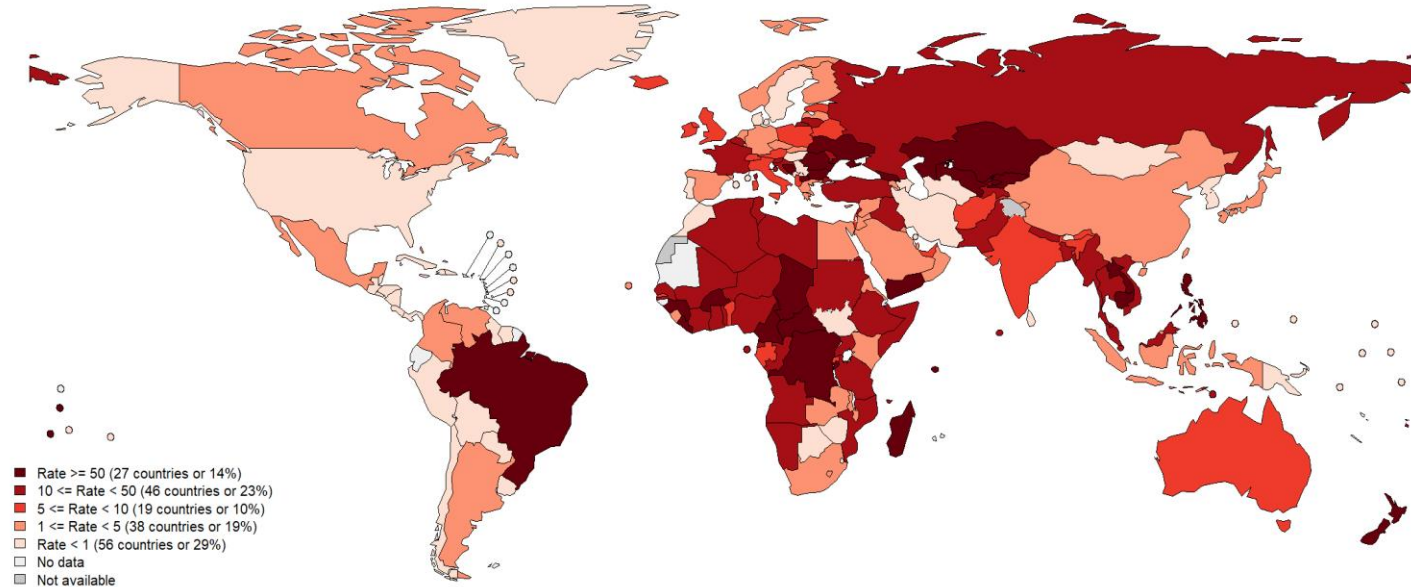 Rate >= 50 (27 countries or 14%)
10 <= Rate < 50 (46 countries or 23%)
5 <= Rate < 10 (19 countries or 10%)
1 <= Rate < 5 (38 countries or 19%)
Rate < 1 (56 countries or 29%)
No data
Not available